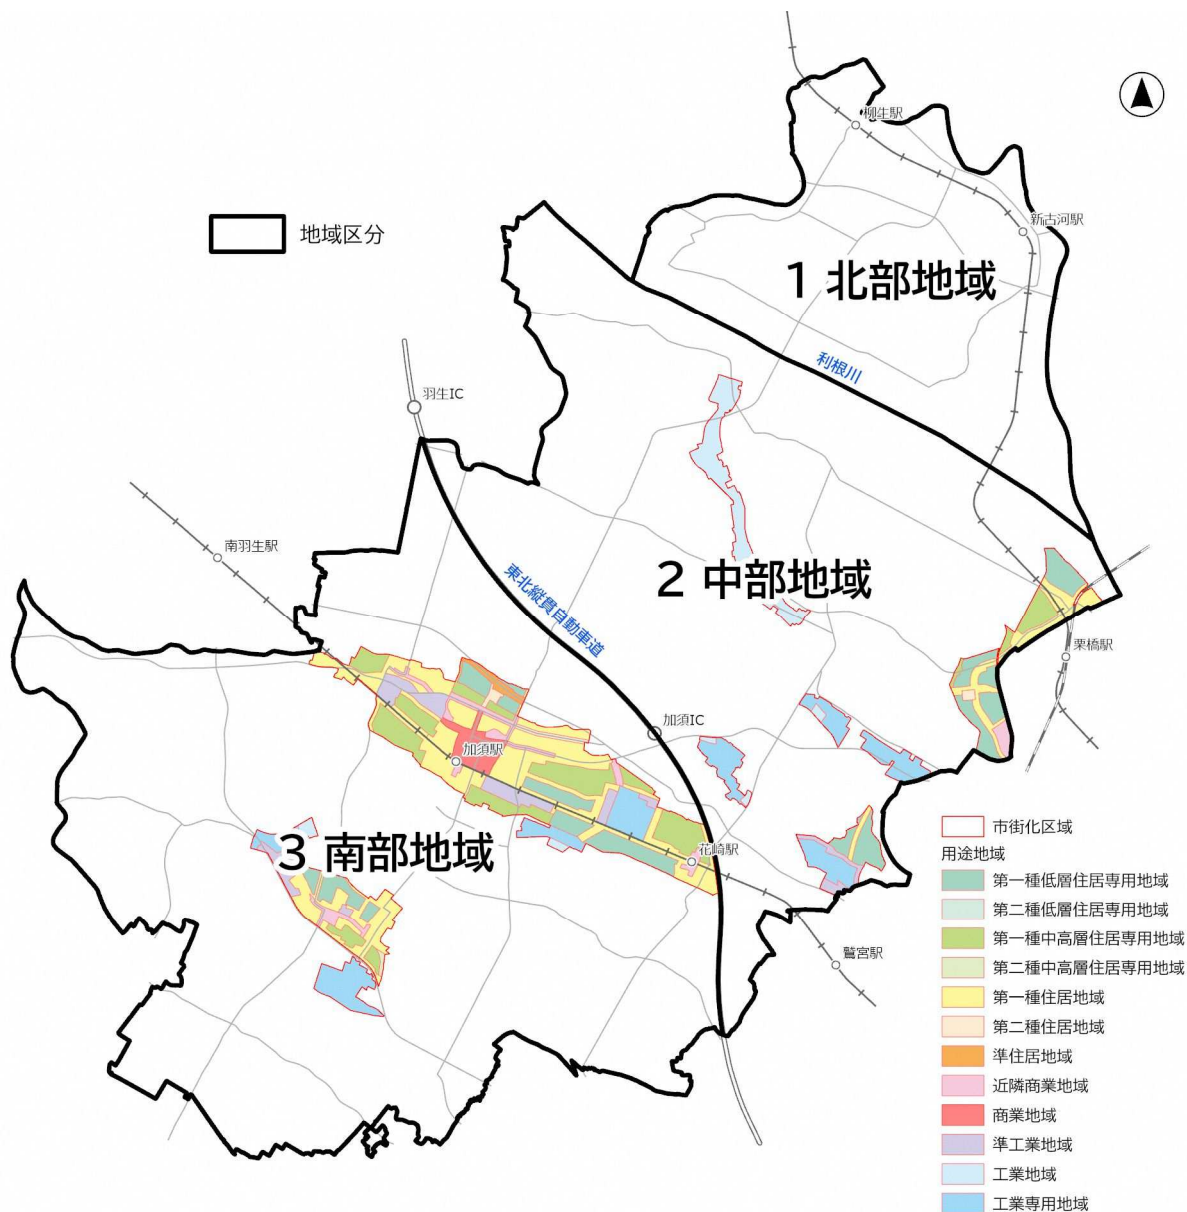 柳生駅
新古河駅
地域区分
1 北部地域
利根川
羽生IC
南羽生駅
東北縦貫自動車道
2 中部地域
栗橋駅
加須IC
加須駅
花崎駅
3 南部地域
鷲宮駅
市街化区域
用途地域
第一種低層住居専用地域
第二種低層住居専用地域
第一種中高層住居専用地域
第二種中高層住居専用地域
第一種住居地域
第二種住居地域
準住居地域
近隣商業地域
商業地域
準工業地域
工業地域
工業専用地域